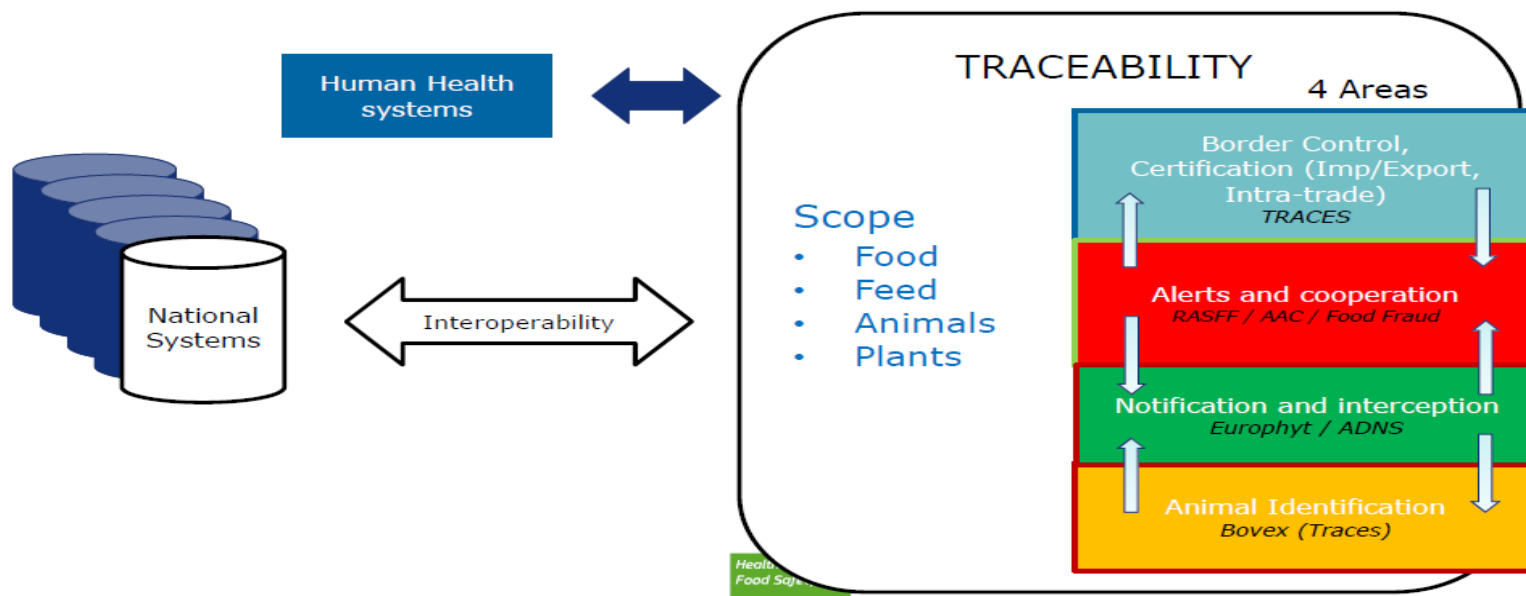 TRACEABILITY
4 Areas
Human Health
systems
Border Control,
Certification (Imp/Export,
Intra-trade)
TRACES
Scope
• Food
• Feed
• Animals
• Plants
Alerts and cooperation
RASFF / AAC / Food Fraud
National
Systems
Interoperability
Notification and interception
Europhyt / ADNS
Animal Identification
Bovex (Traces)
Food